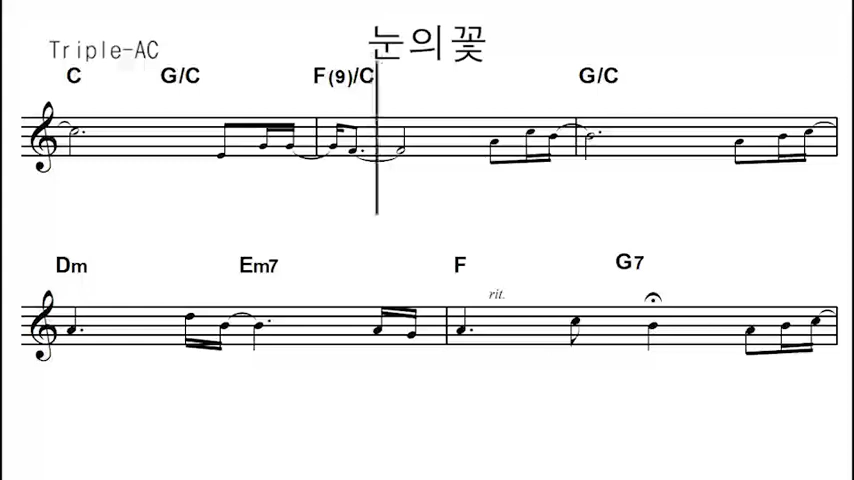 눈의꽃
Triple-AC
C G/C F(9)/C G/C
Dm Em7 F G7
rit.